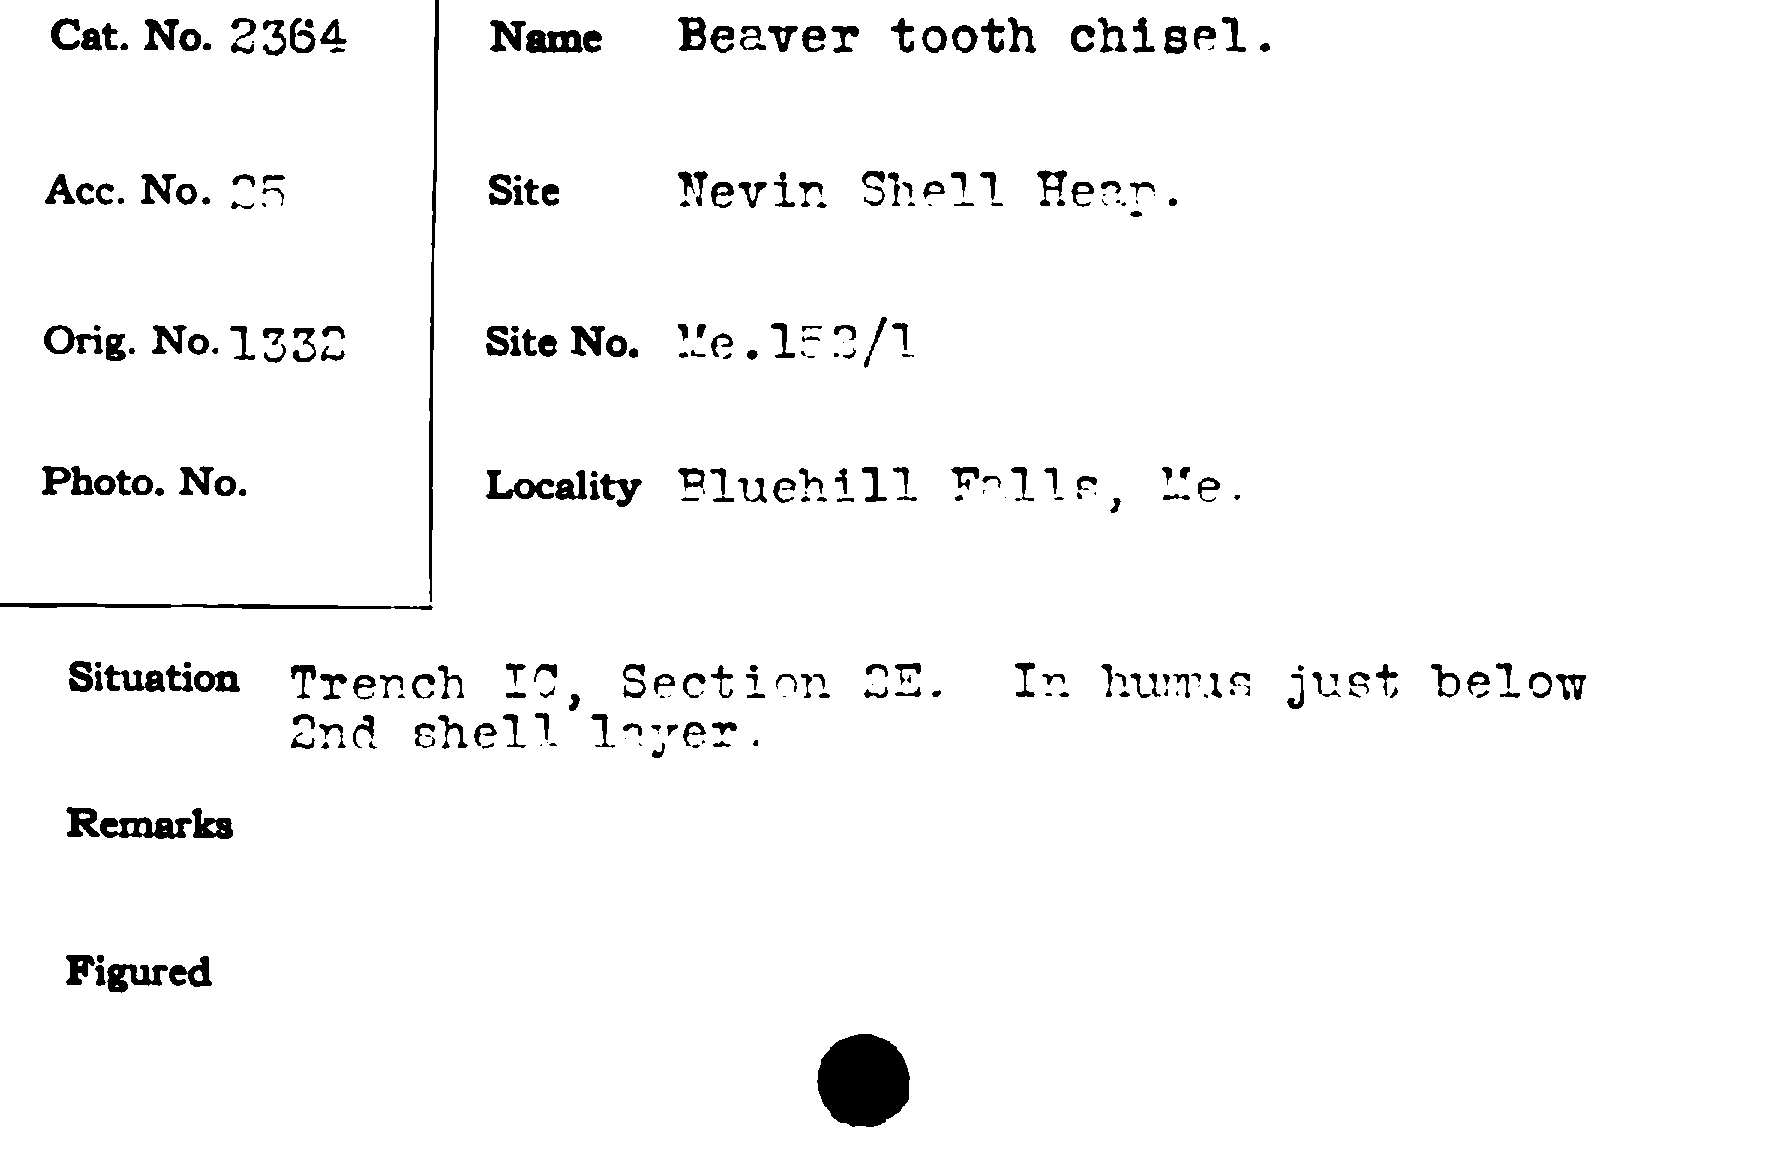 Cat. No. 2364
Name Beaver tooth chisel.
Acc. No. 25
Site Nevin Shell Heap.
Orig. No. 1332
Site No. Me.152/1
Photo. No.
Locality Bluehill Falls, Me.
Situation Trench IC, Section 2E. In humus just below
2nd shell layer.
Remarks
Figured